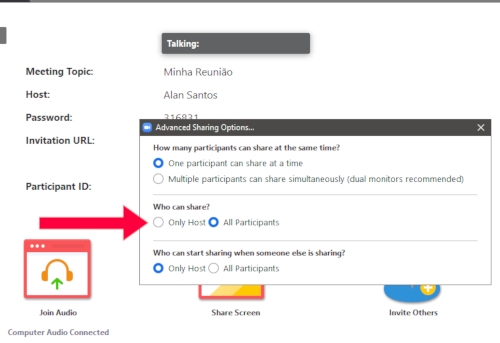 Talking:
Meeting Topic: Minha Reunião
Host: Alan Santos
Password: 316831
Invitation URL:
Participant ID:
Advanced Sharing Options...
How many participants can share at the same time?
One participant can share at a time
Multiple participants can share simultaneously (dual monitors recommended)
Who can share?
Only Host All Participants
Who can start sharing when someone else is sharing?
Only Host All Participants
Join Audio Share Screen Invite Others
Computer Audio Connected